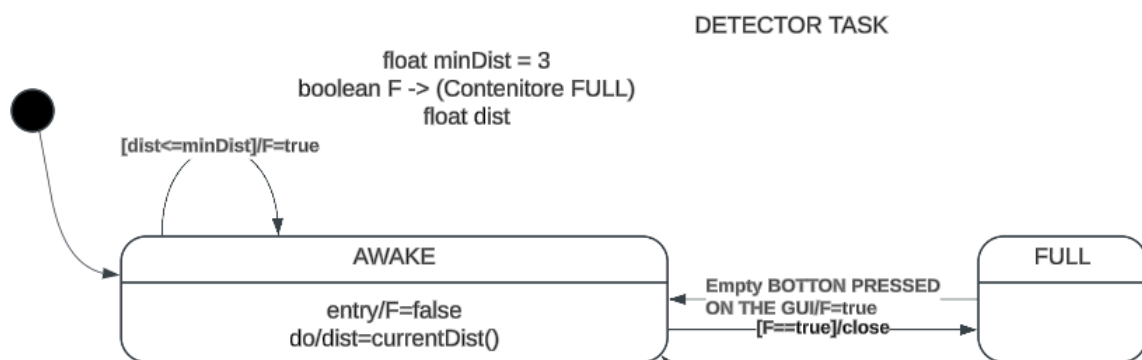 DETECTOR TASK
float minDist = 3
boolean F -> (Contenitore FULL)
float dist
[dist<=minDist]/F=true
AWAKE
entry/F=false
do/dist=currentDist()
Empty BOTTON PRESSED
ON THE GUI/F=true
[F==true]/close
FULL